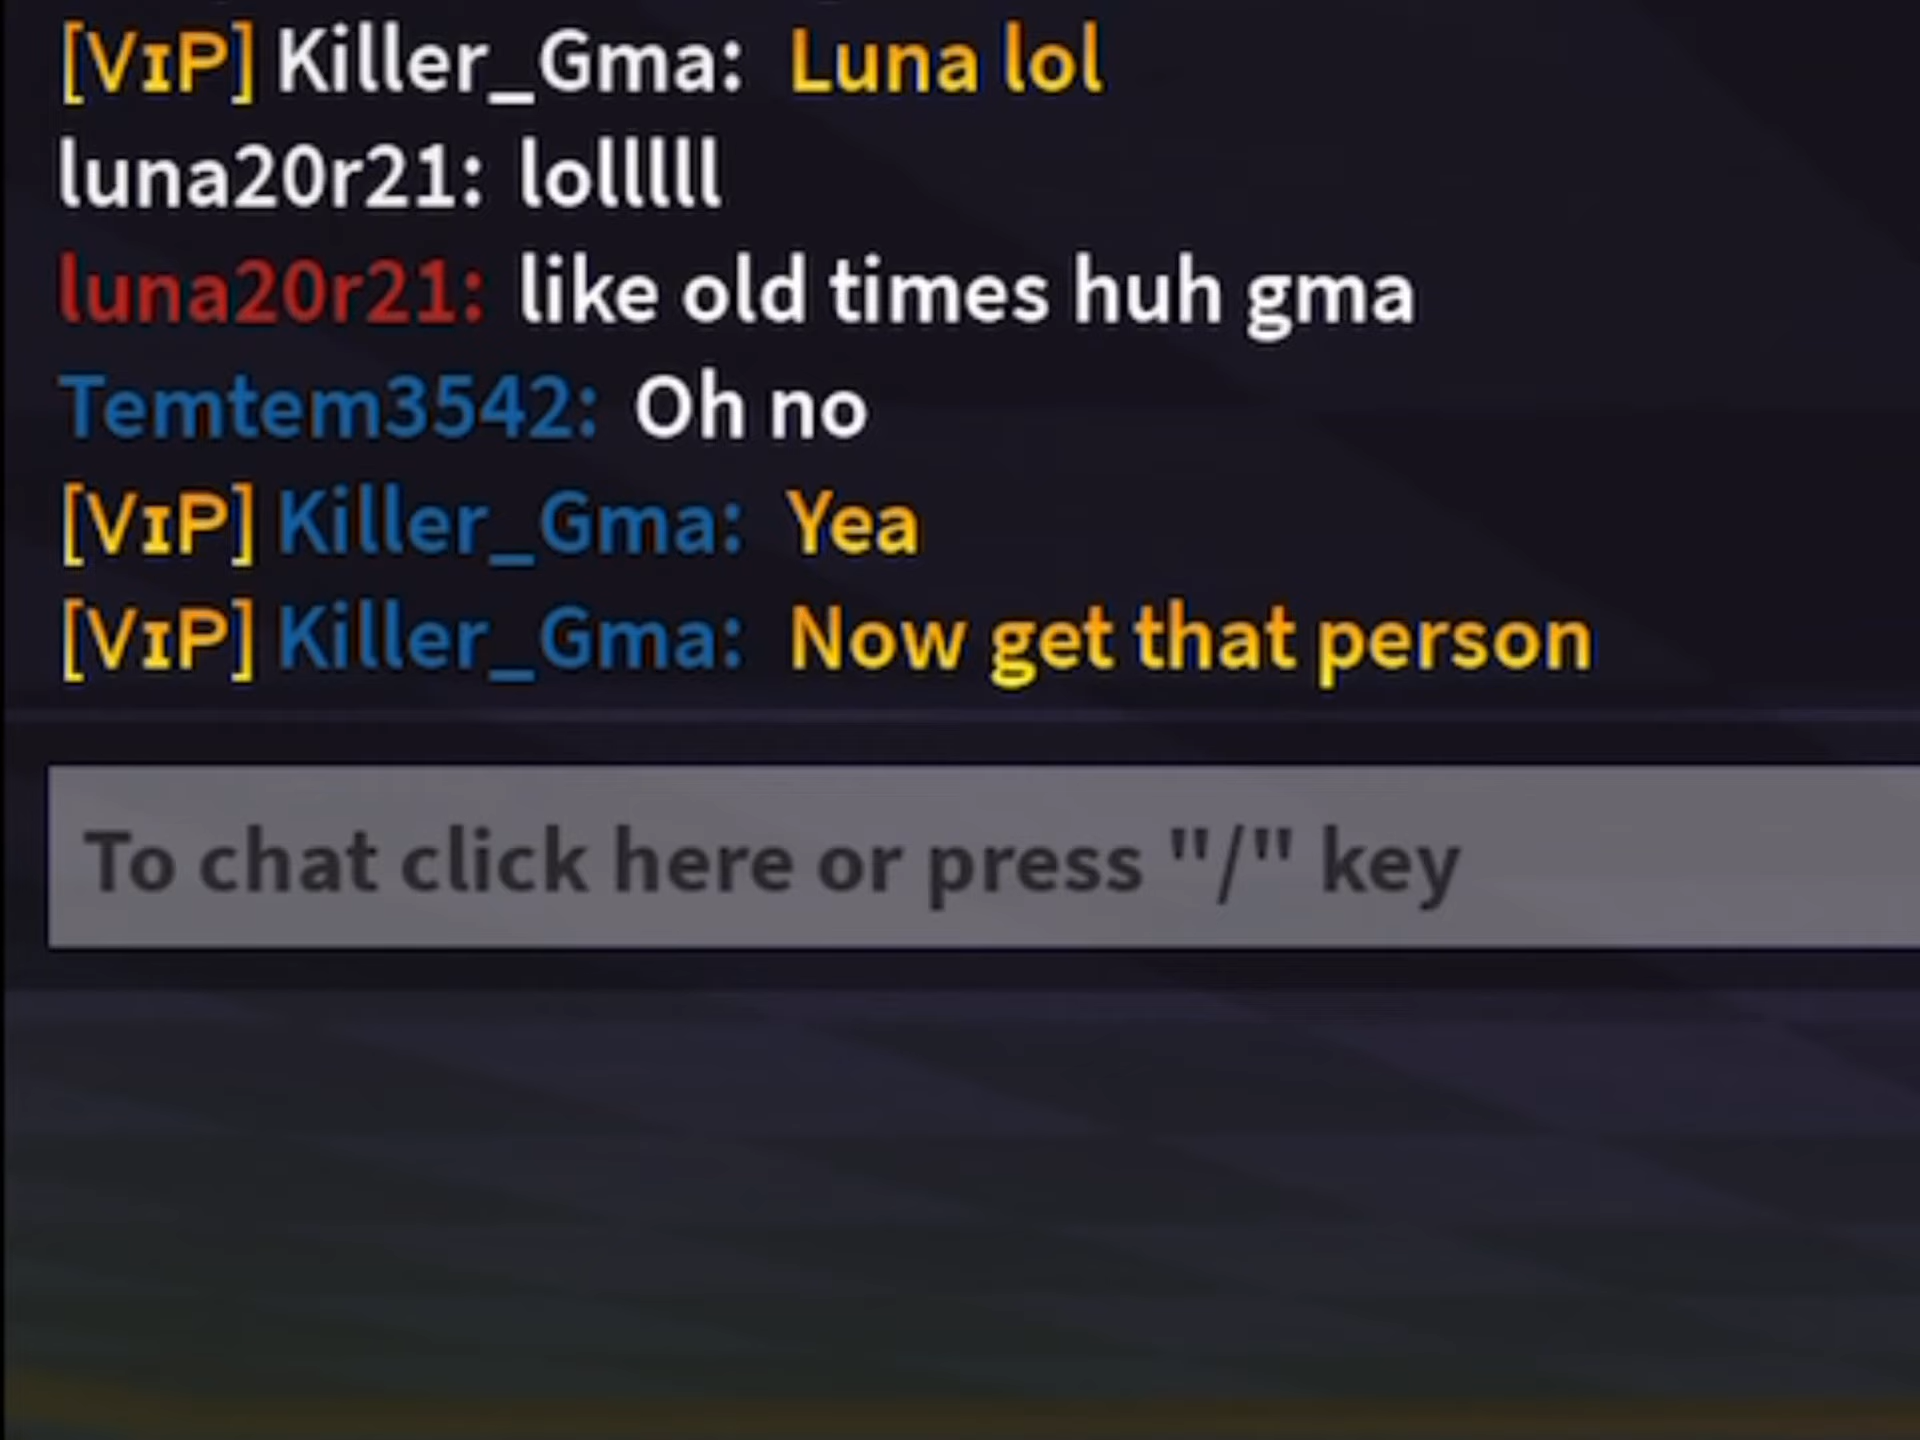 [VɪP] Killer_Gma: Luna lol
luna20r21: lolllll
luna20r21: like old times huh gma
Temtem3542: Oh no
[VɪP] Killer_Gma: Yea
[VɪP] Killer_Gma: Now get that person
To chat click here or press "/" key